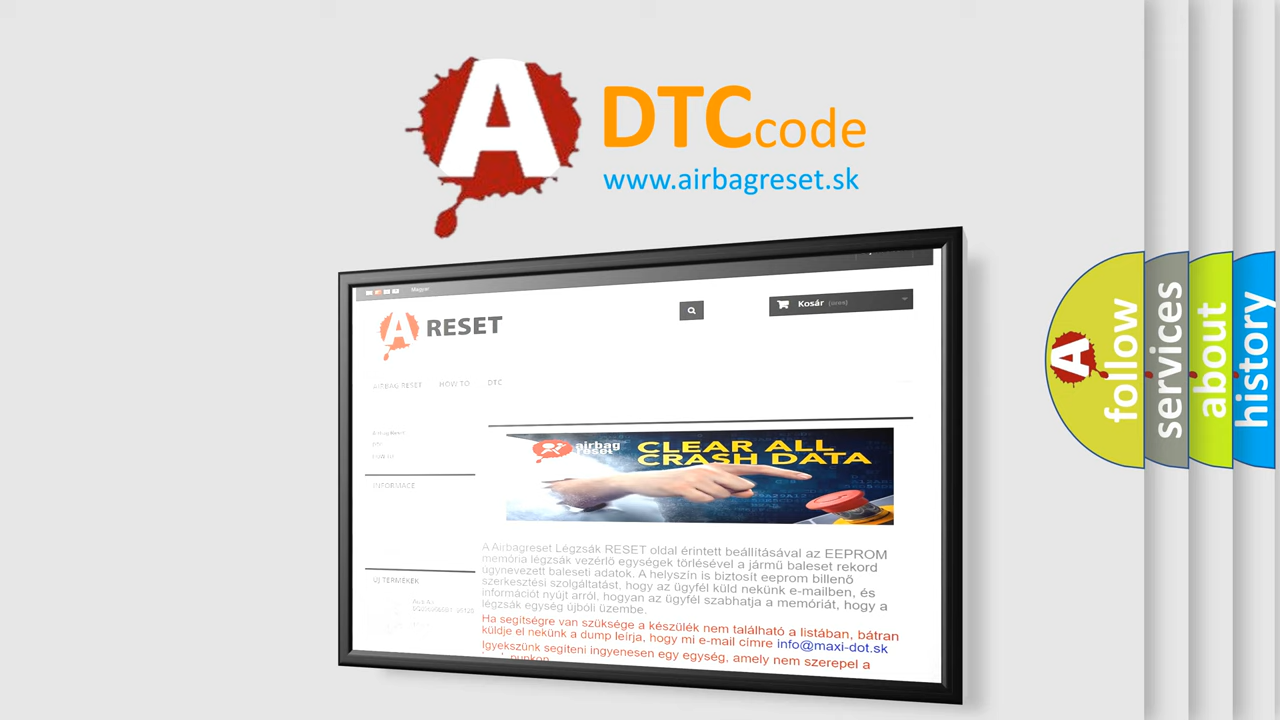 A
DTCcode
www.airbagreset.sk
Magyar
A RESET
Kosár (üres)
AIRBAG RESET HOW TO DTC
INFORMACE
ÚJ TERMÉKEK
airbag
reset
CLEAR ALL
CRASH DATA
A Airbagreset Légzsák RESET oldal érintett beállításával az EEPROM
memória légzsák vezérlő egységek törlésével a jármű baleset rekord
úgynevezett baleseti adatok. A helyszín is biztosít eeprom billenő
szerkesztési szolgáltatást, hogy az ügyfél küld nekünk e-mailben, és
információt nyújt arról, hogyan az ügyfél szabhatja a memóriát, hogy a
légzsák egység újbóli üzembe.
Ha segítségre van szüksége a készülék nem található a listában, bátran
küldje el nekünk a dump leírja, hogy mi e-mail címre info@maxi-dot.sk
Igyekszünk segíteni ingyenesen egy egység, amely nem szerepel a
A
follow
services
about
history